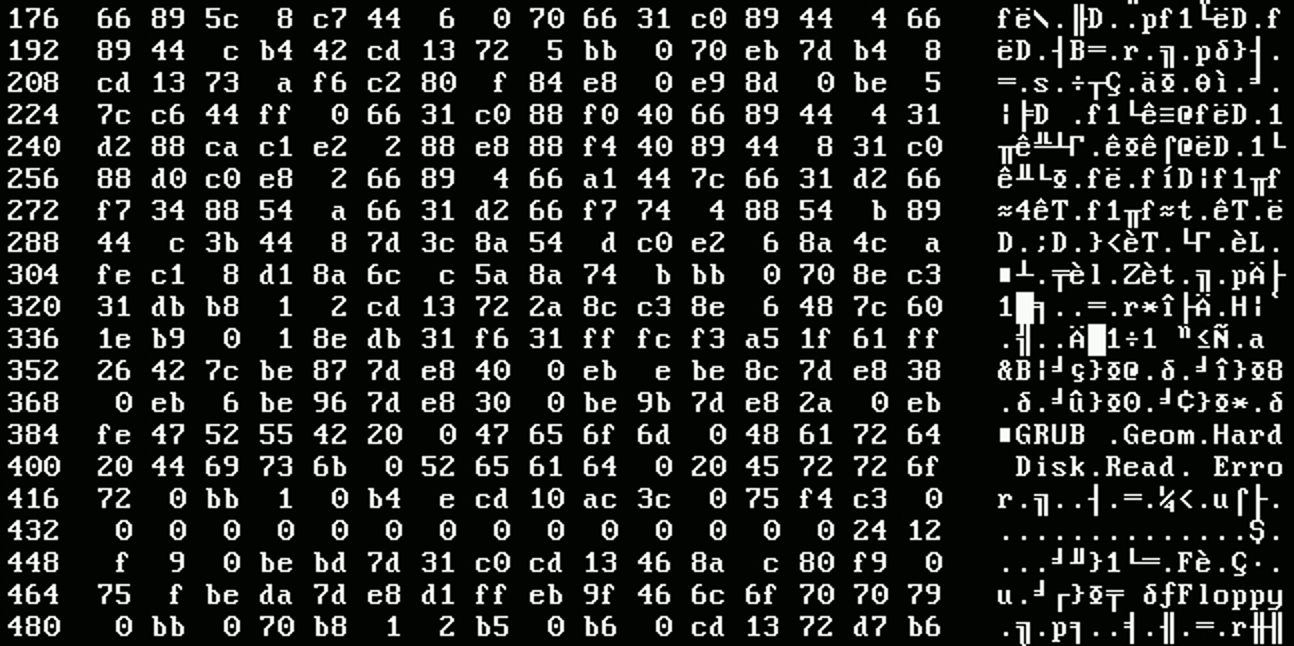 176 66 89 5c 8 c7 44 6 0 70 66 31 c0 89 44 4 66 fë\.╟D..pf1└ëD.f
192 89 44 c b4 42 cd 13 72 5 bb 0 70 eb 7d b4 8 ëD.┤B═.r.╗.pδ}┤.
208 cd 13 73 a f6 c2 80 f 84 e8 0 e9 8d 0 be 5 ═.s.÷┬Ç.äΦ.Θì.╛.
224 7c c6 44 ff 0 66 31 c0 88 f0 40 66 89 44 4 31 |╞D .f1└ê≡@fëD.1
240 d2 88 ca c1 e2 2 88 e8 88 f4 40 89 44 8 31 c0 ╥ê╩┴Γ.êΦê⌠@ëD.1└
256 88 d0 c0 e8 2 66 89 4 66 a1 44 7c 66 31 d2 66 ê╨└Φ.fë.fíD|f1╥f
272 f7 34 88 54 a 66 31 d2 66 f7 74 4 88 54 b 89 ≈4êT.f1╥f≈t.êT.ë
288 44 c 3b 44 8 7d 3c 8a 54 d c0 e2 6 8a 4c a D.;D.}<èT.└Γ.èL.
304 fe c1 8 d1 8a 6c c 5a 8a 74 b bb 0 70 8e c3 ■┴.╤èl.Zèt.╗.pÄ├
320 31 db b8 1 2 cd 13 72 2a 8c c3 8e 6 48 7c 60 1█╕..═.r*î├Ä.H|`
336 1e b9 0 1 8e db 31 f6 31 ff fc f3 a5 1f 61 ff .╣..Ä█1÷1 ⁿ≤Ñ.a
352 26 42 7c be 87 7d e8 40 0 eb e be 8c 7d e8 38 &B|╛ç}Φ@.δ.╛î}Φ8
368 0 eb 6 be 96 7d e8 30 0 be 9b 7d e8 2a 0 eb .δ.╛û}Φ0.╛¢}Φ*.δ
384 fe 47 52 55 42 20 0 47 65 6f 6d 0 48 61 72 64 ■GRUB .Geom.Hard
400 20 44 69 73 6b 0 52 65 61 64 0 20 45 72 72 6f Disk.Read. Erro
416 72 0 bb 1 0 b4 e cd 10 ac 3c 0 75 f4 c3 0 r.╗..┤.═.¼<.u⌠├.
432 0 0 0 0 0 0 0 0 0 0 0 0 0 0 24 12 ..............$.
448 f 9 0 be bd 7d 31 c0 cd 13 46 8a c 80 f9 0 ...╛╜}1└═.Fè.Ç∙.
464 75 f be da 7d e8 d1 ff eb 9f 46 6c 6f 70 70 79 u.╛┌}Φ╤ δƒFloppy
480 0 bb 0 70 b8 1 2 b5 0 b6 0 cd 13 72 d7 b6 .╗.p╕..╡.╢.═.r╫╢